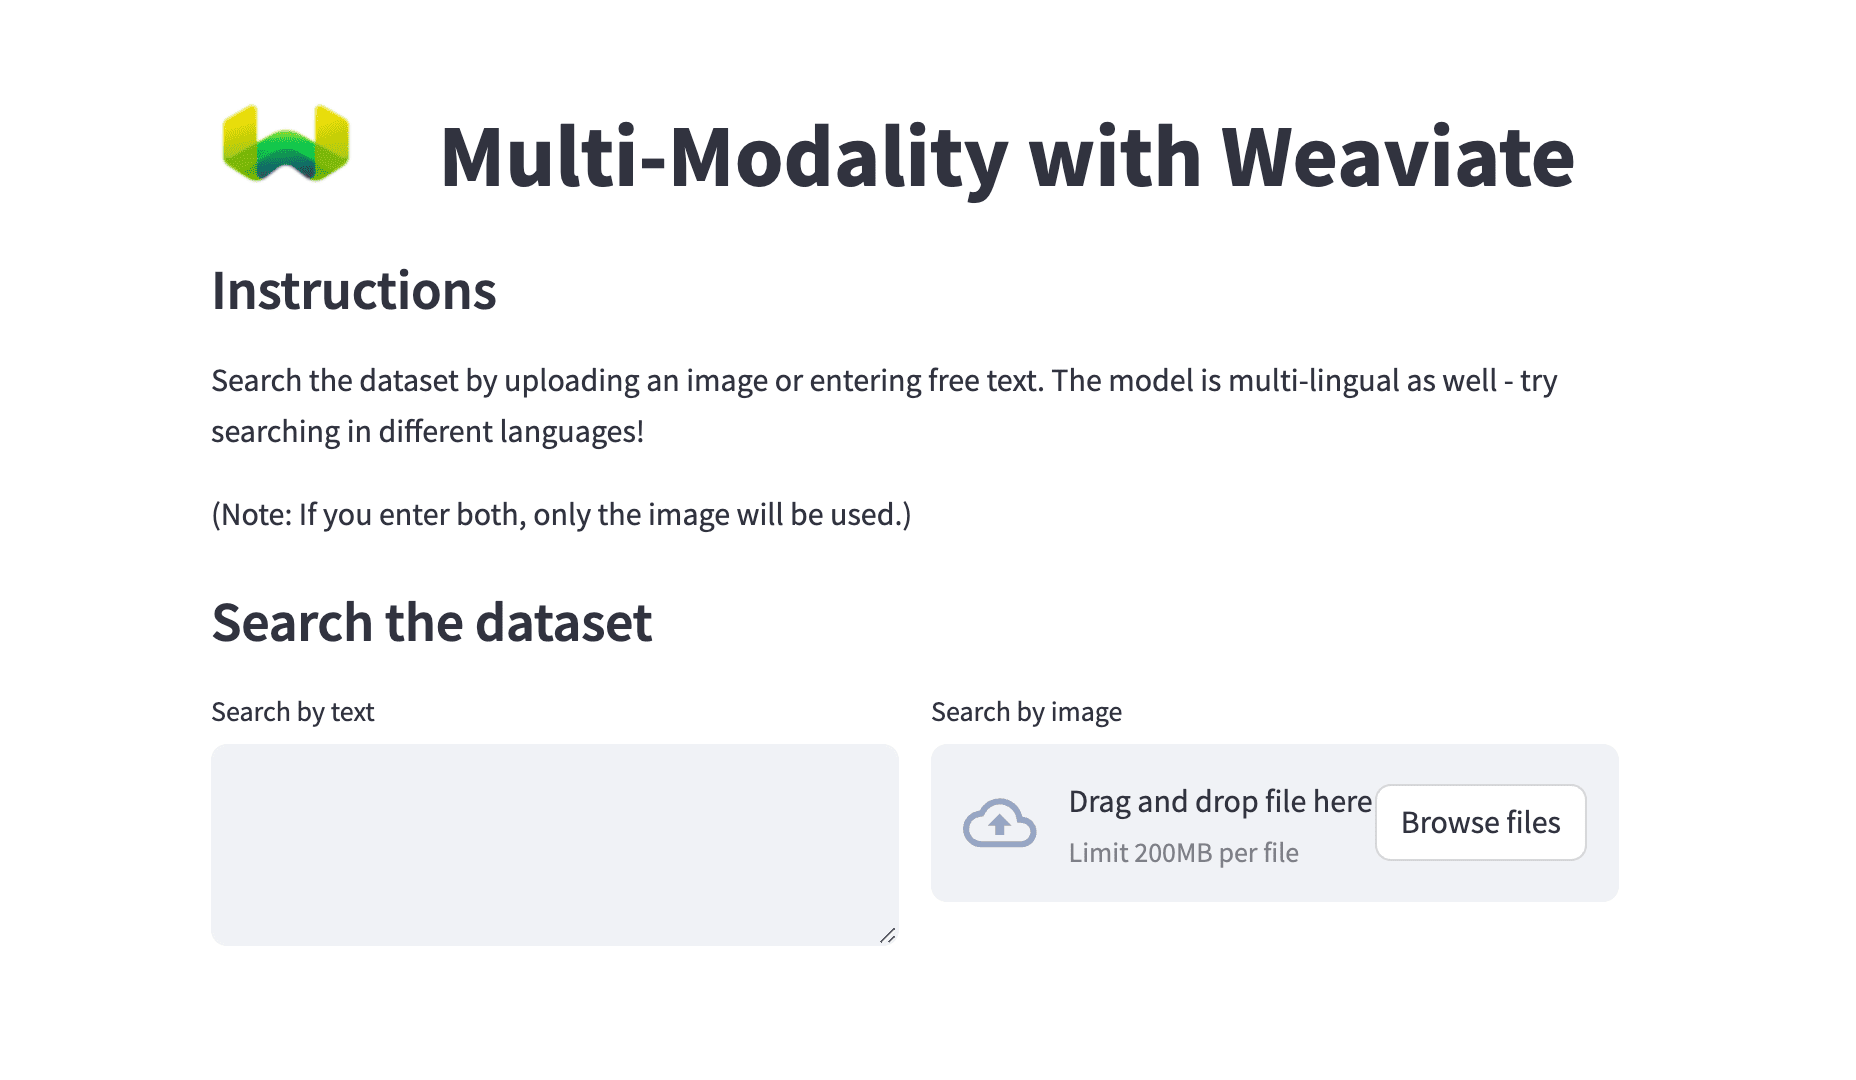 Multi-Modality with Weaviate
Instructions
Search the dataset by uploading an image or entering free text. The model is multi-lingual as well - try
searching in different languages!
(Note: If you enter both, only the image will be used.)
Search the dataset
Search by text
Search by image
Drag and drop file here
Limit 200MB per file
Browse files